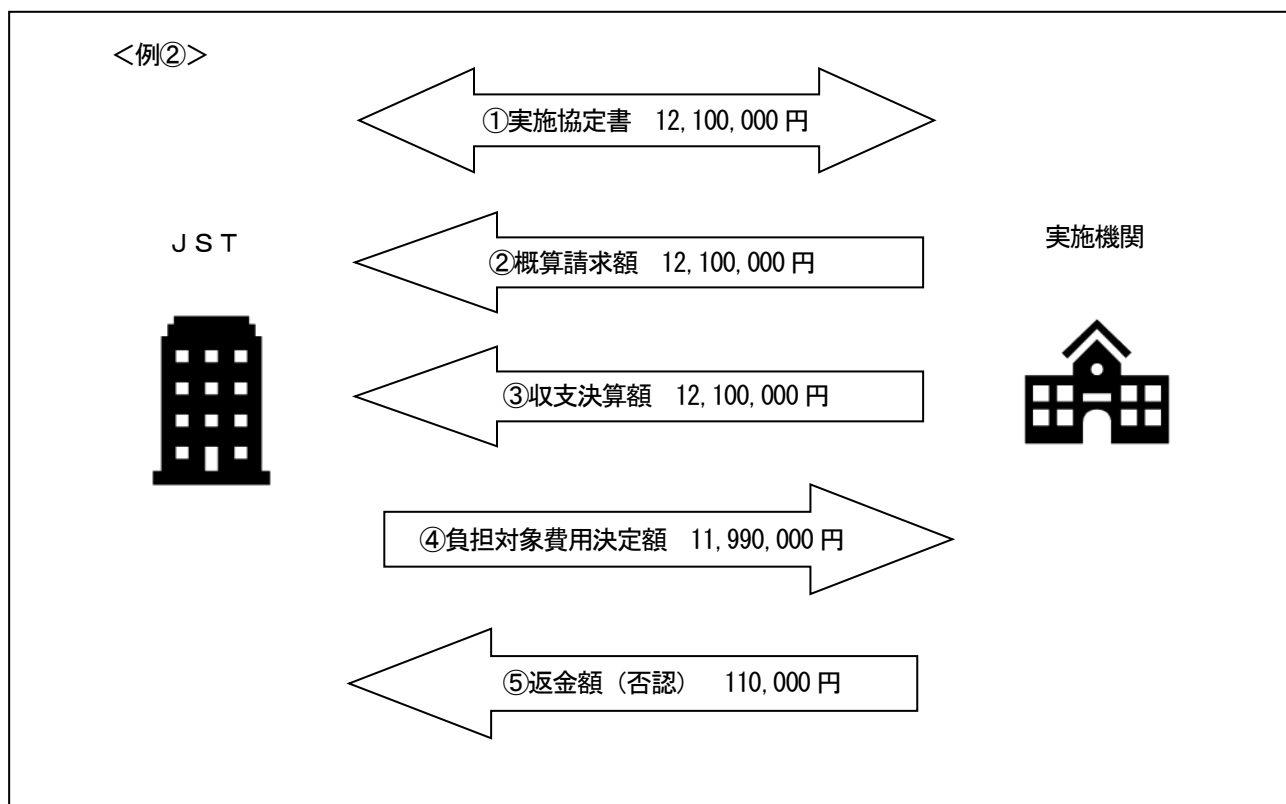 ＜例②＞
①実施協定書　12,100,000 円
ＪＳＴ
実施機関
②概算請求額　12,100,000 円
③収支決算額　12,100,000 円
④負担対象費用決定額　11,990,000 円
⑤返金額（否認）　110,000 円